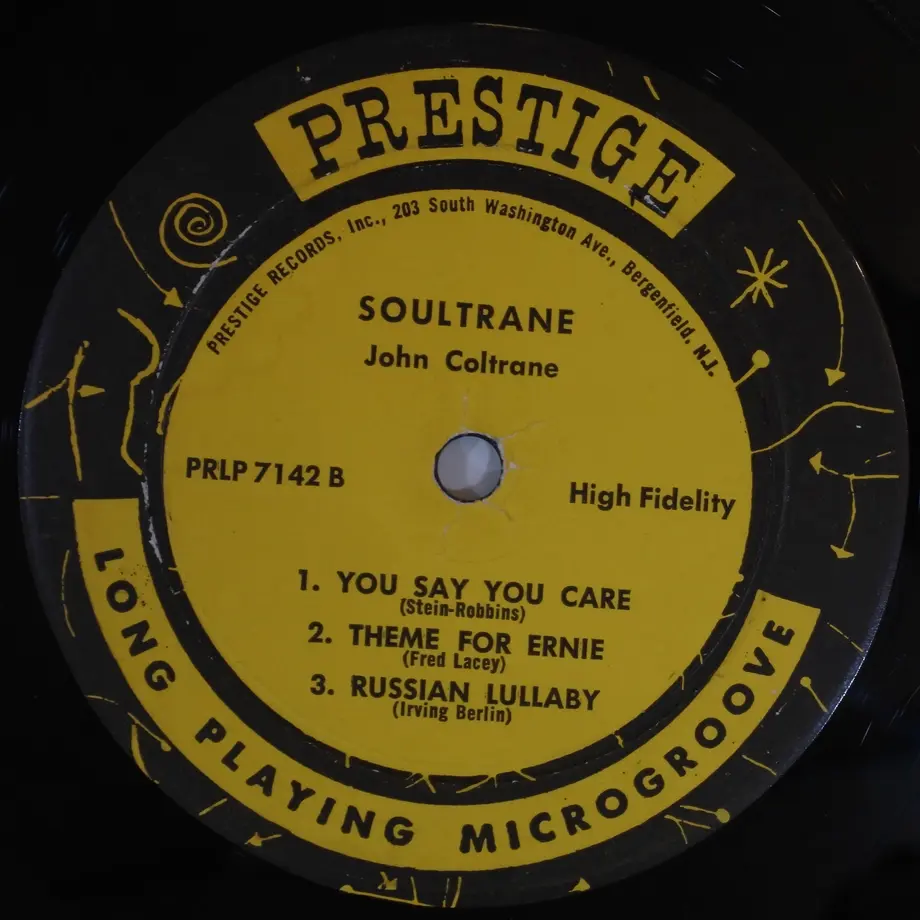 PRESTIGE
PRESTIGE RECORDS, Inc., 203 South Washington Ave., Bergenfield, N.J.
SOULTRANE
John Coltrane
PRLP 7142 B
High Fidelity
1. YOU SAY YOU CARE
(Stein-Robbins)
2. THEME FOR ERNIE
(Fred Lacey)
3. RUSSIAN LULLABY
(Irving Berlin)
LONG PLAYING MICROGROOVE